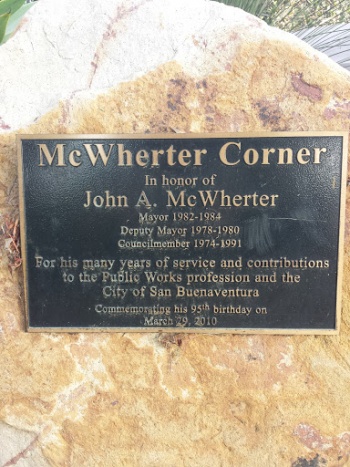 McWherter Corner
In honor of
John A. McWherter
Mayor 1982-1984
Deputy Mayor 1978-1980
Councilmember 1974-1991
For his many years of service and contributions
to the Public Works profession and the
City of San Buenaventura
Commemorating his 95th birthday on
March 29, 2010